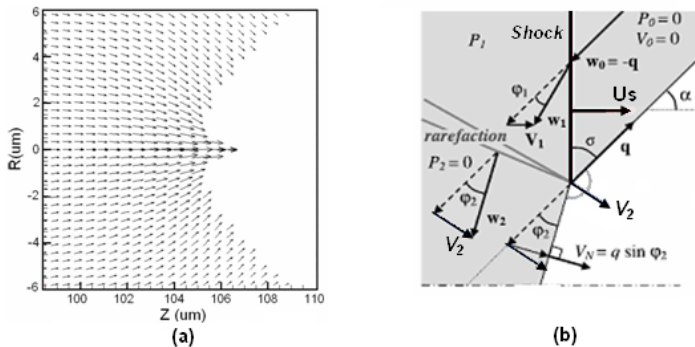 6
4
2
0
-2
-4
-6
R(um)
100
102
104
106
108
110
Z (um)
(a)
P₁
Shock
P₀=0
V₀=0
w₀= -q
φ₁
w₁
V₁
Us
α
rarefaction
σ
q
P₂=0
φ₂
w₂
V₂
V₂
φ₂
V_N= q sin φ₂
(b)